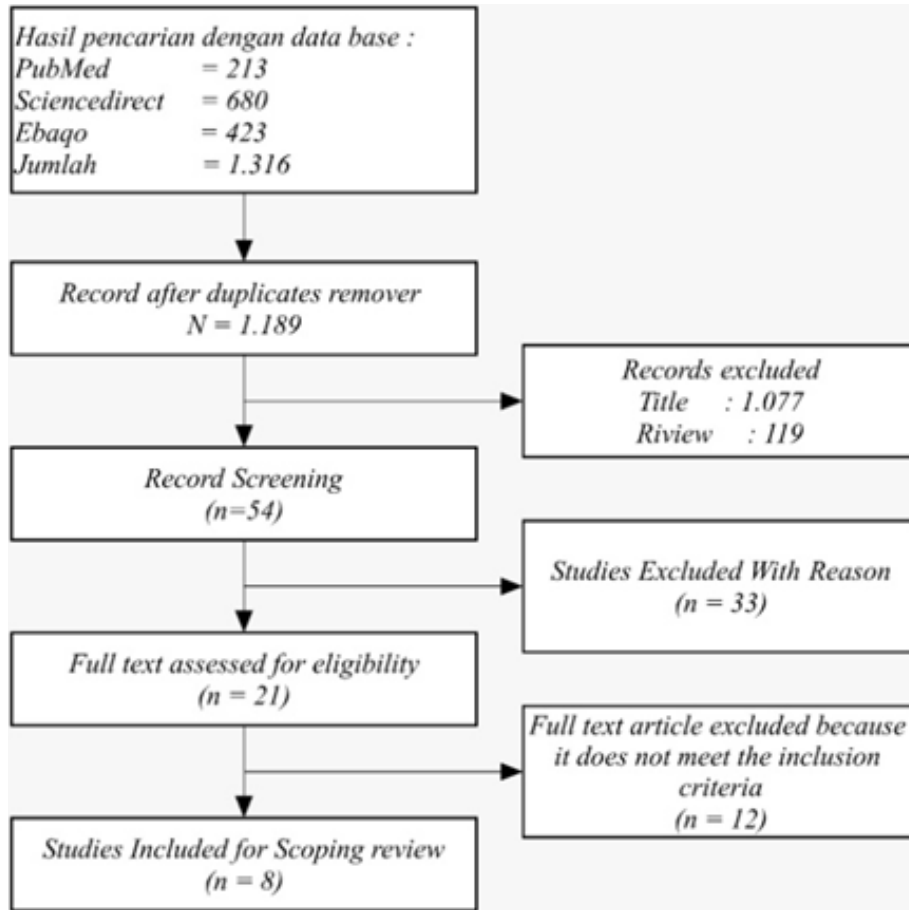 Hasil pencarian dengan data base :
PubMed = 213
Sciencedirect = 680
Ebaqo = 423
Jumlah = 1.316
Record after duplicates remover
N = 1.189
Records excluded
Title : 1.077
Riview : 119
Record Screening
(n=54)
Studies Excluded With Reason
(n = 33)
Full text assessed for eligibility
(n = 21)
Full text article excluded because
it does not meet the inclusion
criteria
(n = 12)
Studies Included for Scoping review
(n = 8)